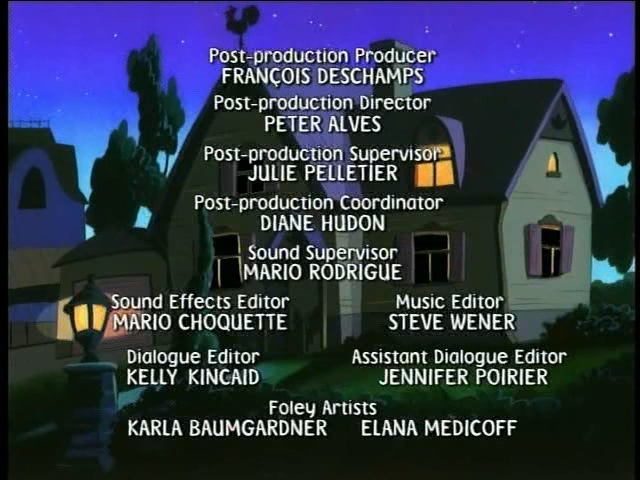 Post-production Producer
FRANÇOIS DESCHAMPS
Post-production Director
PETER ALVES
Post-production Supervisor
JULIE PELLETIER
Post-production Coordinator
DIANE HUDON
Sound Supervisor
MARIO RODRIGUE
Sound Effects Editor
MARIO CHOQUETTE
Music Editor
STEVE WENER
Dialogue Editor
KELLY KINCAID
Assistant Dialogue Editor
JENNIFER POIRIER
Foley Artists
KARLA BAUMGARDNER ELANA MEDICOFF